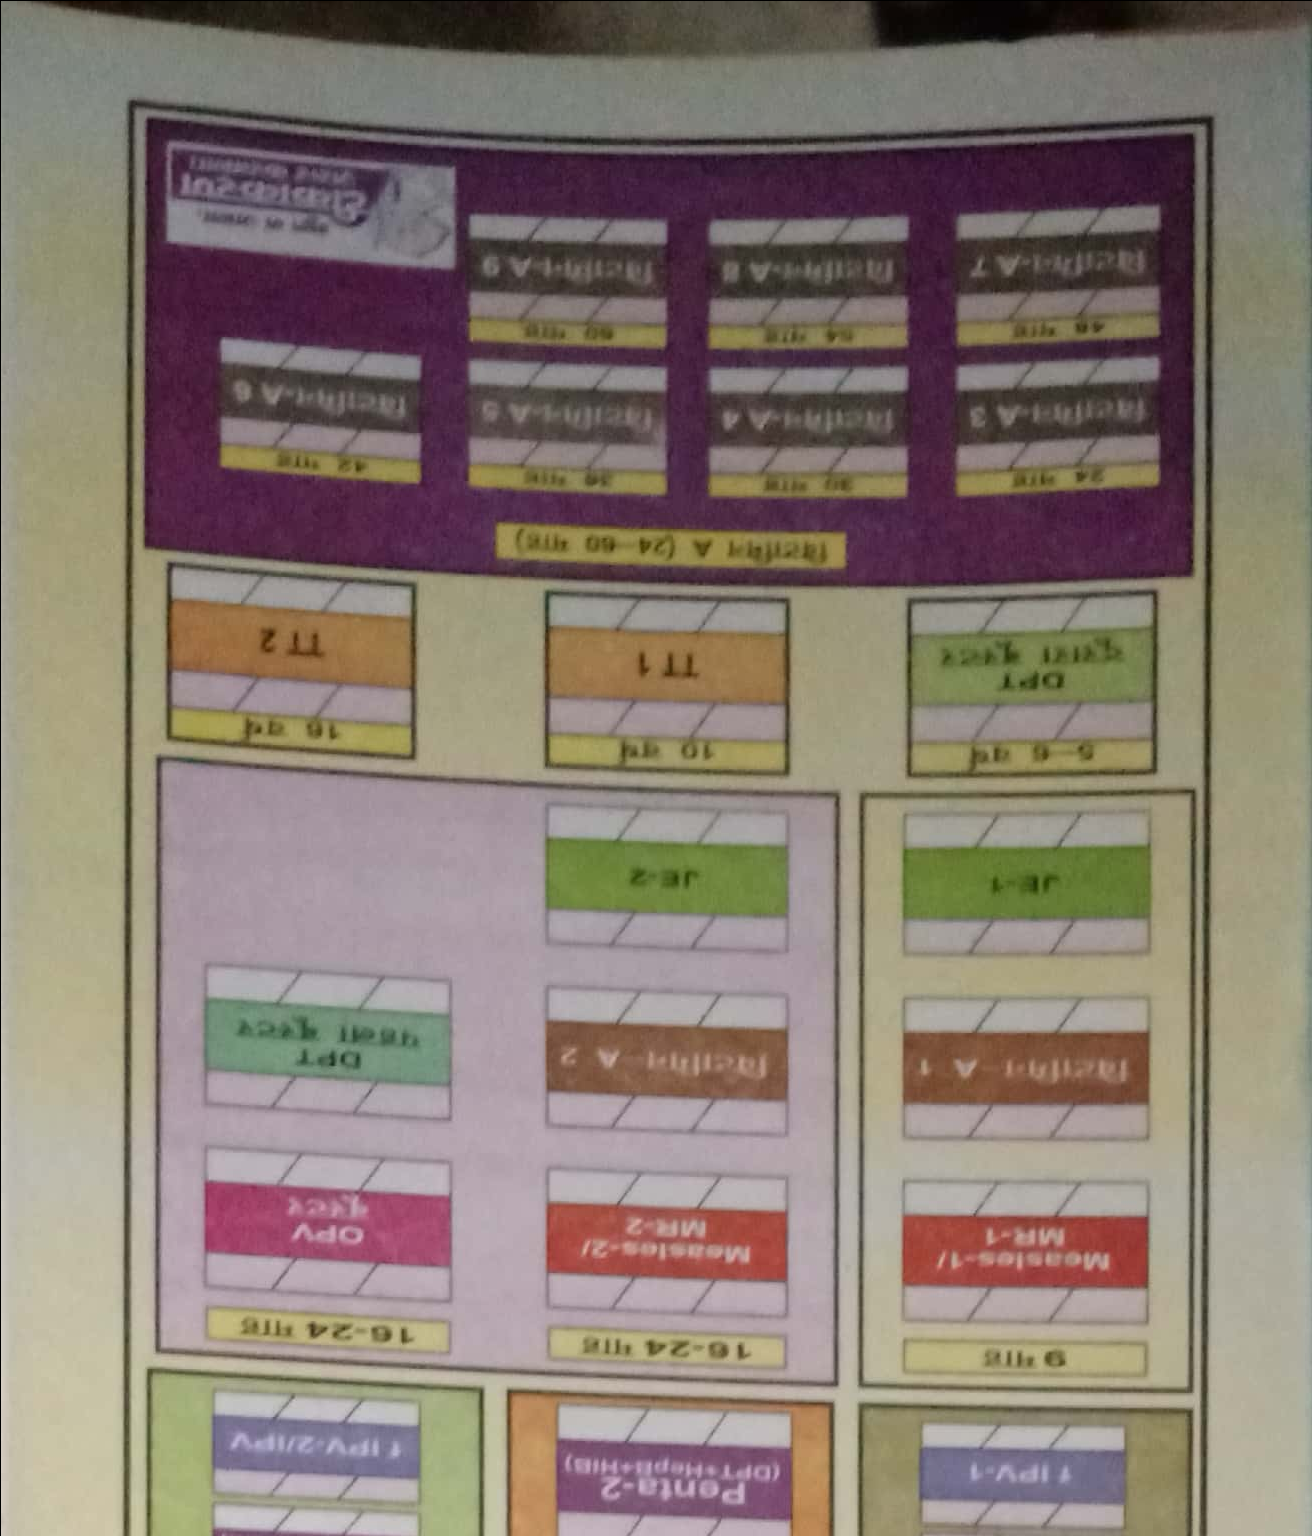 f IPV-1
Penta-2
(DPT+HepB+HiB)
f IPV-2/IPV
9 माह
16-24 माह
16-24 माह
Measles-1/
MR-1
Measles-2/
MR-2
OPV
बूस्टर
विटामिन–A 1
विटामिन–A 2
DPT
पहला बूस्टर
JE-1
JE-2
5–6 वर्ष
10 वर्ष
16 वर्ष
DPT
दूसरा बूस्टर
TT 1
TT 2
विटामिन A (24–60 माह)
24 माह
30 माह
36 माह
42 माह
विटामिन-A 3
विटामिन-A 4
विटामिन-A 5
विटामिन-A 6
48 माह
54 माह
60 माह
विटामिन-A 7
विटामिन-A 8
विटामिन-A 9
टीकाकरण